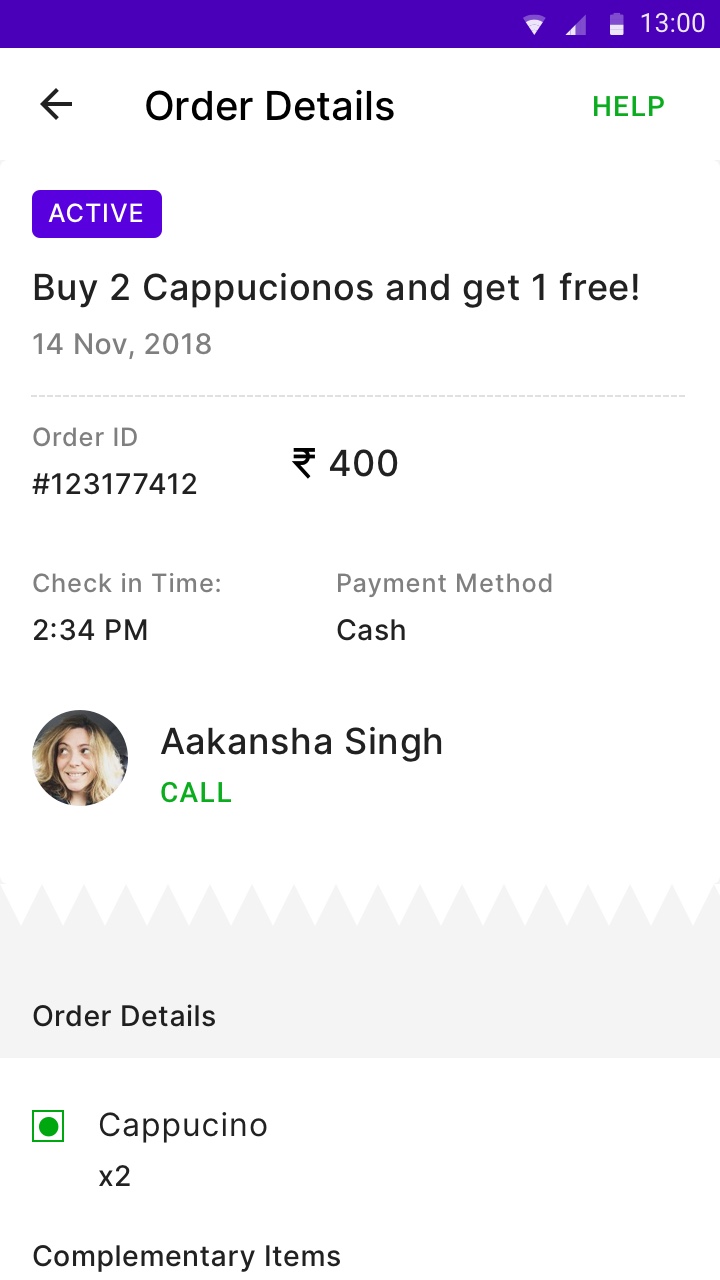 13:00
Order Details
HELP
ACTIVE
Buy 2 Cappucionos and get 1 free!
14 Nov, 2018
Order ID
#123177412
₹ 400
Check in Time:
2:34 PM
Payment Method
Cash
Aakansha Singh
CALL
Order Details
Cappucino
x2
Complementary Items